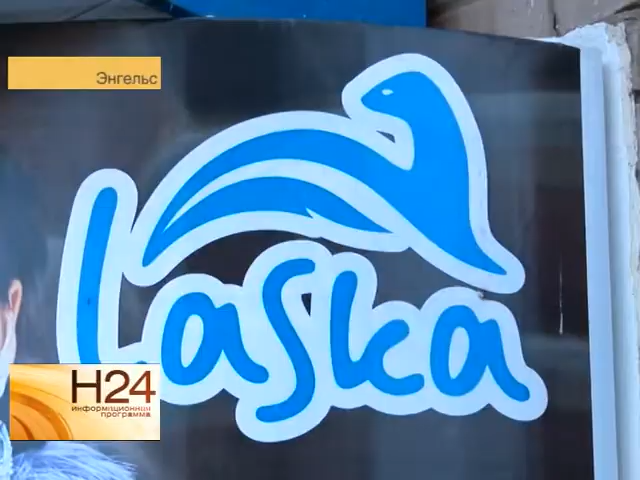 Энгельс
Laska
Н24
информационная
программа